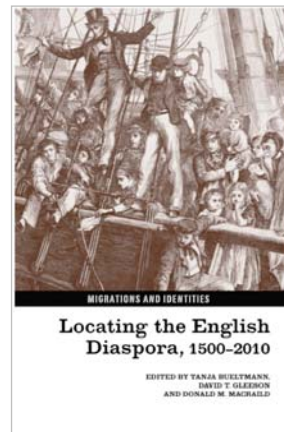 MIGRATIONS AND IDENTITIES
Locating the English
Diaspora, 1500–2010
EDITED BY TANJA BUELTMANN,
DAVID T. GLEESON
AND DONALD M. MACRAILD